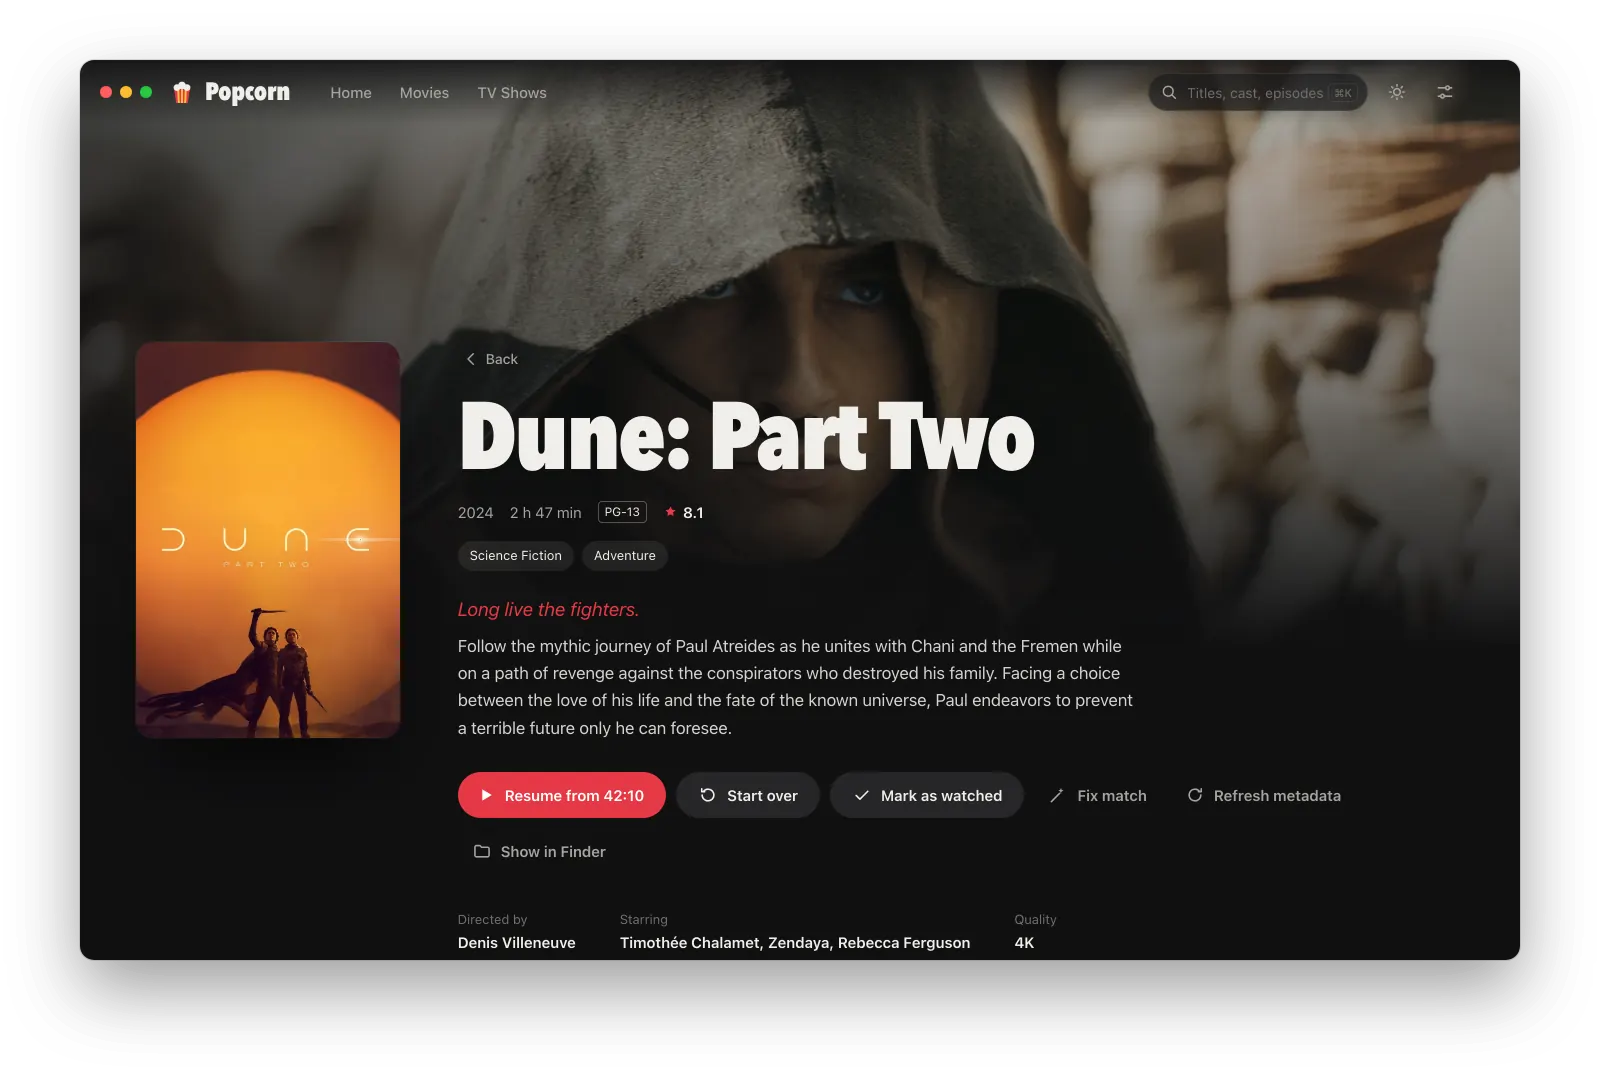 Popcorn
Home
Movies
TV Shows
Titles, cast, episodes
⌘K
Back
Dune: Part Two
2024
2 h 47 min
PG-13
8.1
Science Fiction
Adventure
DUNE
PART TWO
Long live the fighters.
Follow the mythic journey of Paul Atreides as he unites with Chani and the Fremen while
on a path of revenge against the conspirators who destroyed his family. Facing a choice
between the love of his life and the fate of the known universe, Paul endeavors to prevent
a terrible future only he can foresee.
Resume from 42:10
Start over
Mark as watched
Fix match
Refresh metadata
Show in Finder
Directed by
Denis Villeneuve
Starring
Timothée Chalamet, Zendaya, Rebecca Ferguson
Quality
4K